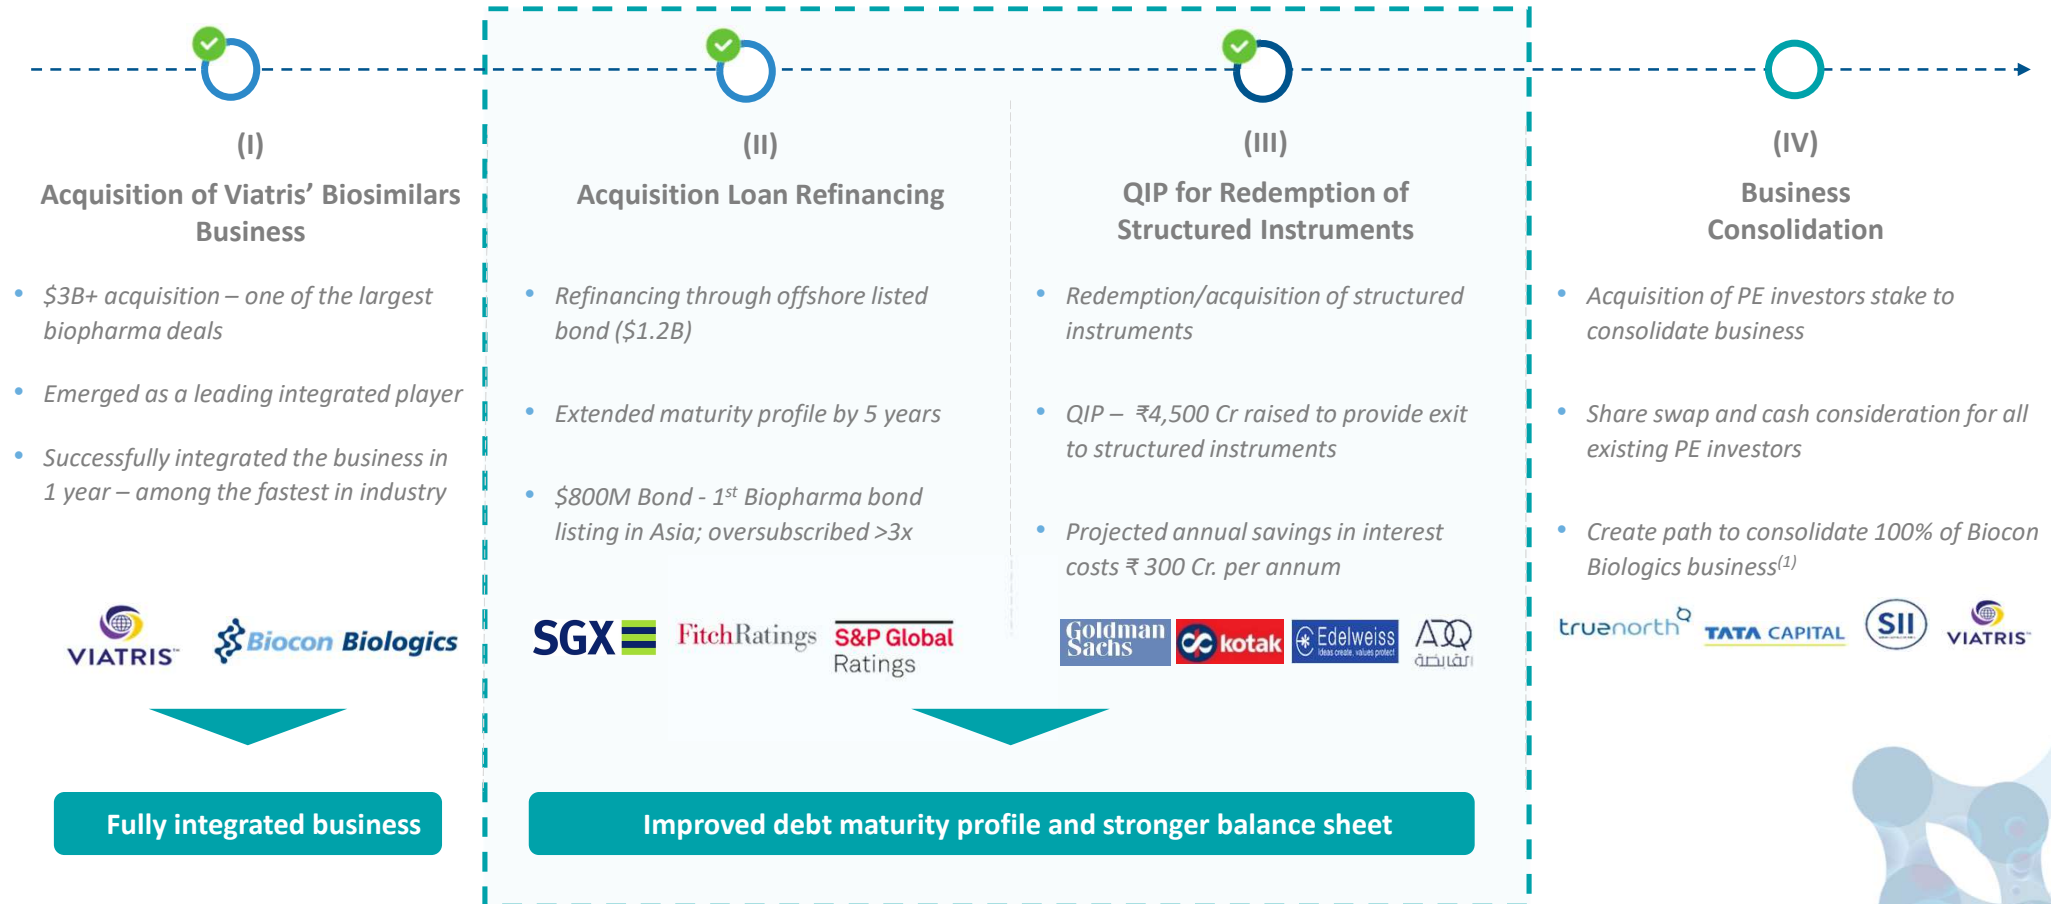 (I)
Acquisition of Viatris’ Biosimilars
Business
• $3B+ acquisition – one of the largest
biopharma deals
• Emerged as a leading integrated player
• Successfully integrated the business in
1 year – among the fastest in industry
VIATRIS™
Biocon Biologics
Fully integrated business
(II)
Acquisition Loan Refinancing
• Refinancing through offshore listed
bond ($1.2B)
• Extended maturity profile by 5 years
• $800M Bond - 1st Biopharma bond
listing in Asia; oversubscribed >3x
SGX
FitchRatings
S&P Global
Ratings
(III)
QIP for Redemption of
Structured Instruments
• Redemption/acquisition of structured
instruments
• QIP – ₹4,500 Cr raised to provide exit
to structured instruments
• Projected annual savings in interest
costs ₹ 300 Cr. per annum
Goldman
Sachs
kotak
Edelweiss
Ideas create, values protect
ADQ
القابضة
Improved debt maturity profile and stronger balance sheet
(IV)
Business
Consolidation
• Acquisition of PE investors stake to
consolidate business
• Share swap and cash consideration for all
existing PE investors
• Create path to consolidate 100% of Biocon
Biologics business(1)
truenorth
TATA CAPITAL
SII
VIATRIS™